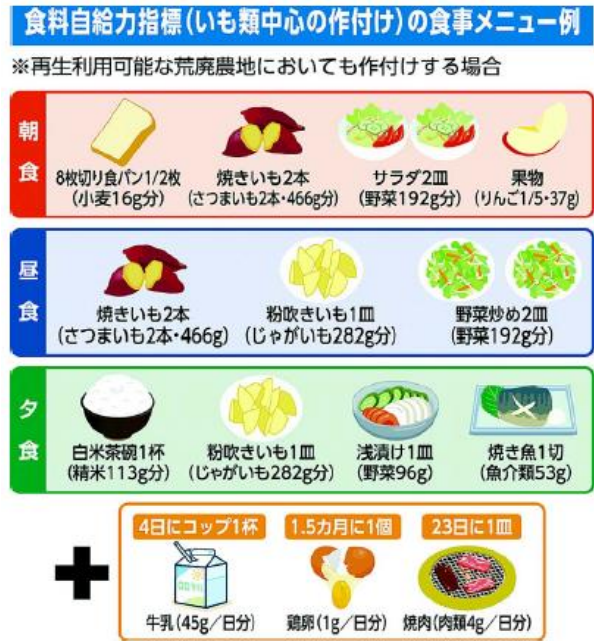 食料自給力指標(いも類中心の作付け)の食事メニュー例
※再生利用可能な荒廃農地においても作付けする場合
朝食
8枚切り食パン1/2枚
(小麦16g分)
焼きいも2本
(さつまいも2本・466g分)
サラダ2皿
(野菜192g分)
果物
(りんご1/5・37g)
昼食
焼きいも2本
(さつまいも2本・466g)
粉吹きいも1皿
(じゃがいも282g分)
野菜炒め2皿
(野菜192g分)
夕食
白米茶碗1杯
(精米113g分)
粉吹きいも1皿
(じゃがいも282g分)
浅漬け1皿
(野菜96g)
焼き魚1切
(魚介類53g)
+
4日にコップ1杯
牛乳(45g/日分)
1.5カ月に1個
鶏卵(1g/日分)
23日に1皿
焼肉(肉類4g/日分)